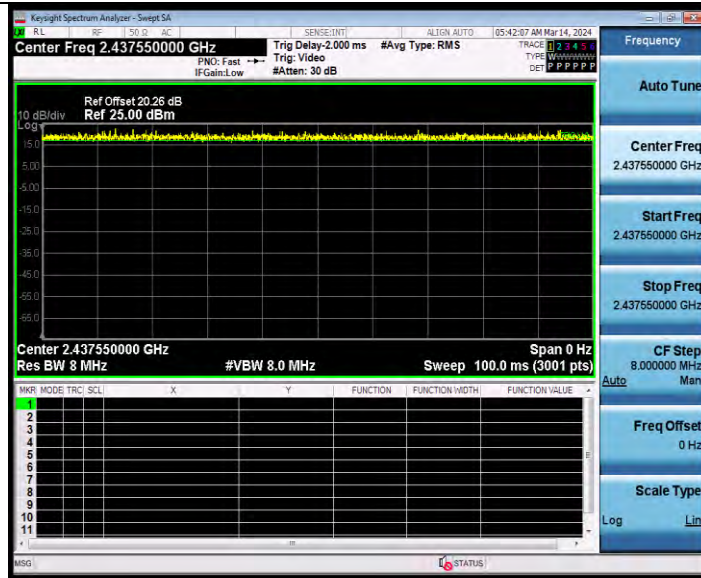 Keysight Spectrum Analyzer - Swept SA
RL RF 50 Ω AC SENSE:INT ALIGN AUTO 05:42:07 AM Mar 14, 2024
Center Freq 2.437550000 GHz
PNO: Fast
IFGain:Low
Trig Delay-2.000 ms
Trig: Video
#Atten: 30 dB
#Avg Type: RMS
TRACE 1 2 3 4 5 6
TYPE
DET P P P P P P
Ref Offset 20.26 dB
10 dB/div Ref 25.00 dBm
Log
15.0
5.00
-5.00
-15.0
-25.0
-35.0
-45.0
-55.0
-65.0
Center 2.437550000 GHz Span 0 Hz
Res BW 8 MHz #VBW 8.0 MHz Sweep 100.0 ms (3001 pts)
MKR MODE TRC SCL X Y FUNCTION FUNCTION WIDTH FUNCTION VALUE
1
2
3
4
5
6
7
8
9
10
11
MSG STATUS
Frequency
Auto Tune
Center Freq
2.437550000 GHz
Start Freq
2.437550000 GHz
Stop Freq
2.437550000 GHz
CF Step
8.000000 MHz
Auto Man
Freq Offset
0 Hz
Scale Type
Log Lin